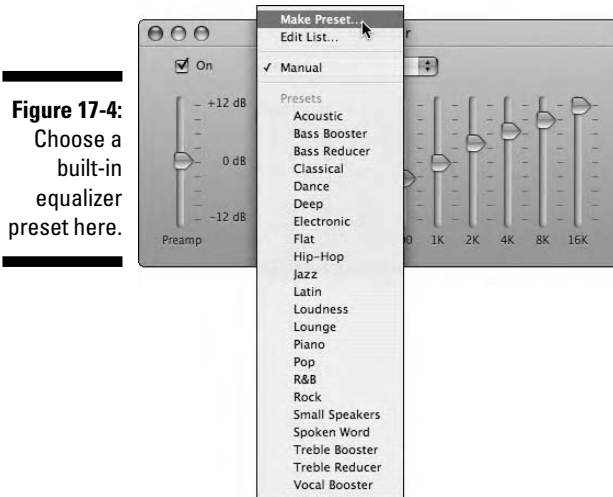 Figure 17-4:
Choose a
built-in
equalizer
preset here.
On
+12 dB
0 dB
-12 dB
Preamp
Make Preset...
Edit List...
✓ Manual
Presets
Acoustic
Bass Booster
Bass Reducer
Classical
Dance
Deep
Electronic
Flat
Hip-Hop
Jazz
Latin
Loudness
Lounge
Piano
Pop
R&B
Rock
Small Speakers
Spoken Word
Treble Booster
Treble Reducer
Vocal Booster
1K 2K 4K 8K 16K